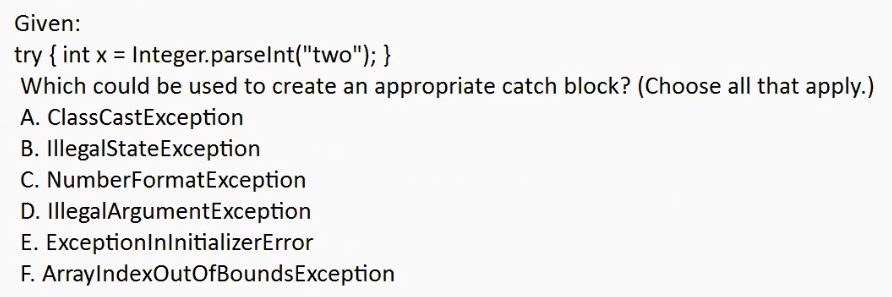 Given:
try { int x = Integer.parseInt("two"); }
Which could be used to create an appropriate catch block? (Choose all that apply.)
A. ClassCastException
B. IllegalStateException
C. NumberFormatException
D. IllegalArgumentException
E. ExceptionInInitializerError
F. ArrayIndexOutOfBoundsException